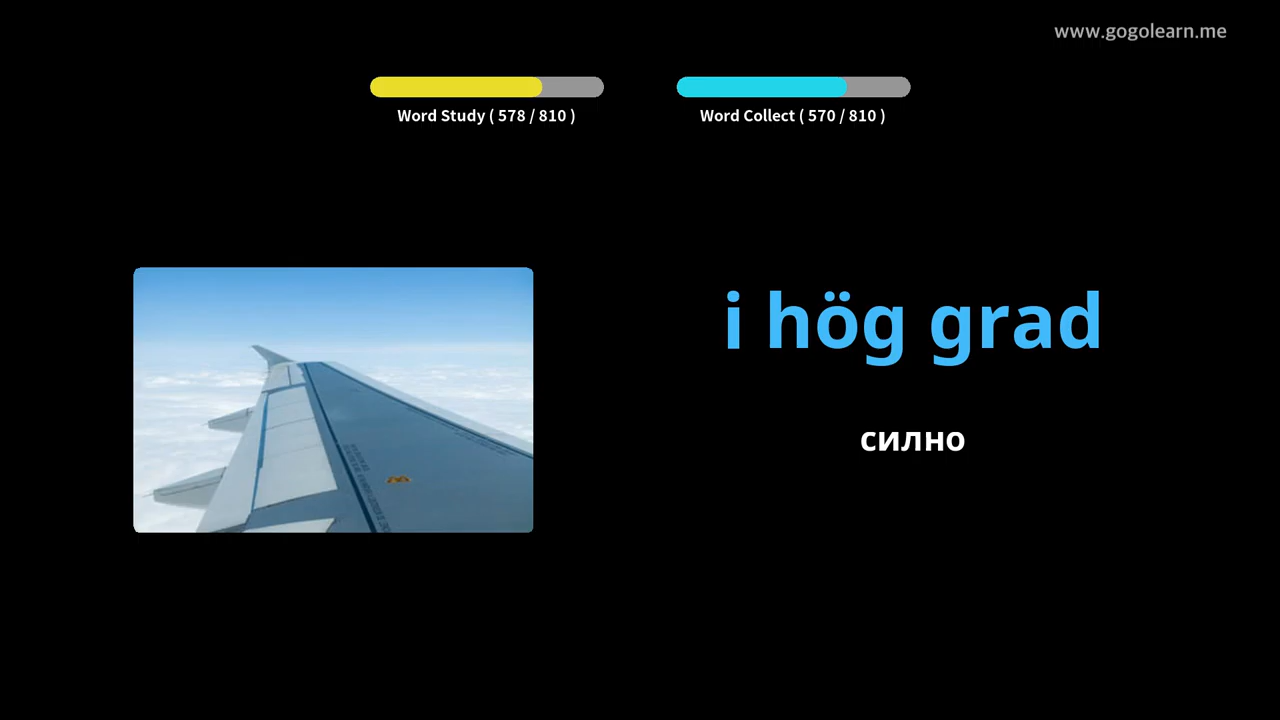 www.gogolearn.me
Word Study ( 578 / 810 )
Word Collect ( 570 / 810 )
i hög grad
силно